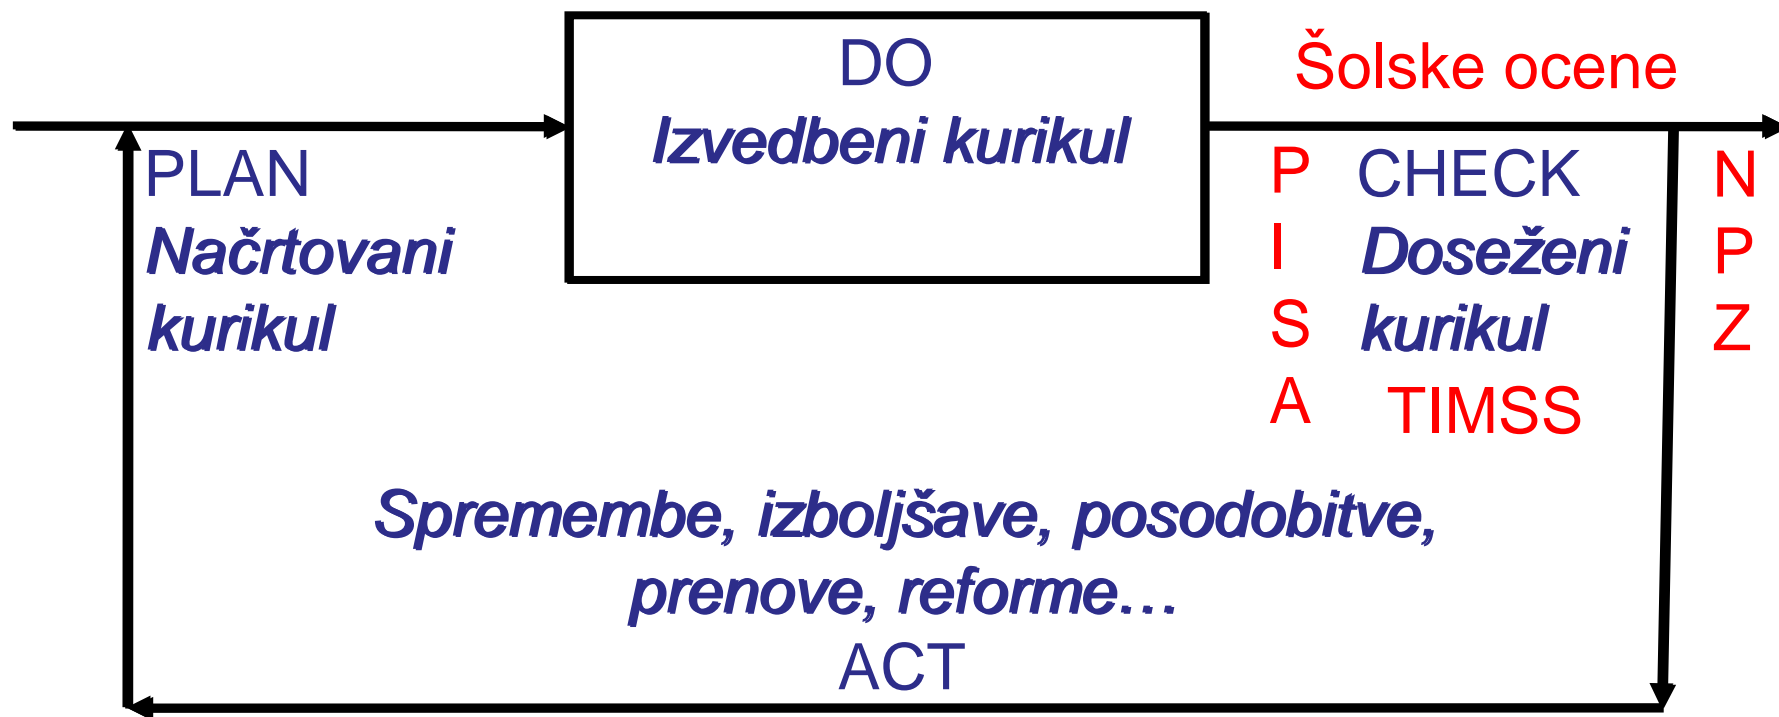 DO
Izvedbeni kurikul
Šolske ocene
PLAN
Načrtovani
kurikul
P
I
S
A
CHECK
Doseženi
kurikul
TIMSS
N
P
Z
Spremembe, izboljšave, posodobitve,
prenove, reforme...
ACT